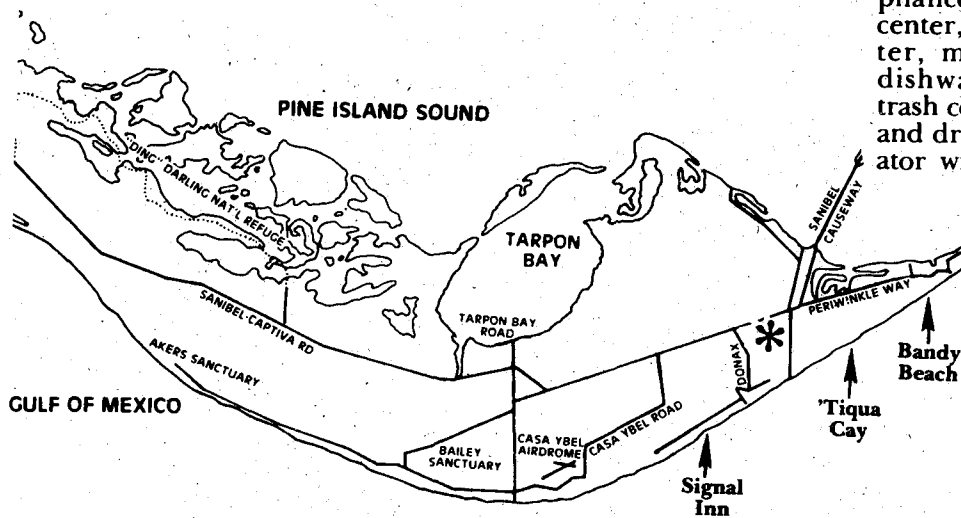 center,
ter, m
dishwa
trash co
and dr
ator w
PINE ISLAND SOUND
"DING" DARLING NAT'L REFUGE
SANIBEL CAUSEWAY
TARPON
BAY
PERIWINKLE WAY
SANIBEL-CAPTIVA RD
TARPON BAY
ROAD
AKERS SANCTUARY
DONAX
Bandy
Beach
GULF OF MEXICO
'Tiqua
Cay
CASA YBEL ROAD
CASA YBEL
AIRDROME
BAILEY
SANCTUARY
Signal
Inn